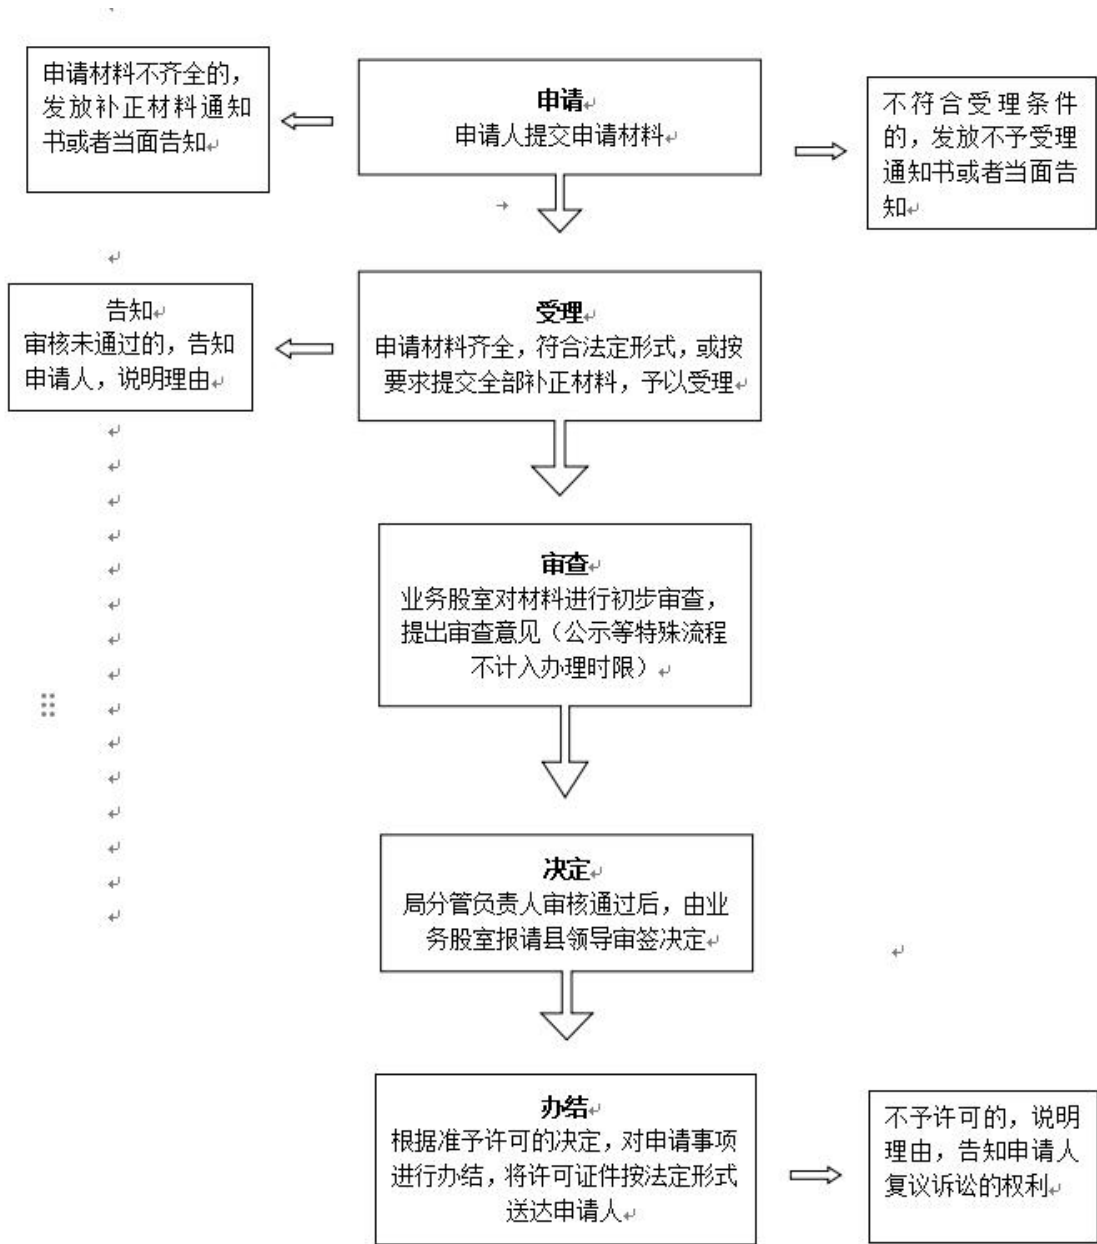 申请材料不齐全的，
发放补正材料通知
书或者当面告知
申请
申请人提交申请材料
不符合受理条件
的，发放不予受理
通知书或者当面告
知
告知
审核未通过的，告知
申请人，说明理由
受理
申请材料齐全，符合法定形式，或按
要求提交全部补正材料，予以受理
审查
业务股室对材料进行初步审查，
提出审查意见（公示等特殊流程
不计入办理时限）
决定
局分管负责人审核通过后，由业
务股室报请县领导审签决定
办结
根据准予许可的决定，对申请事项
进行办结，将许可证件按法定形式
送达申请人
不予许可的，说明
理由，告知申请人
复议诉讼的权利